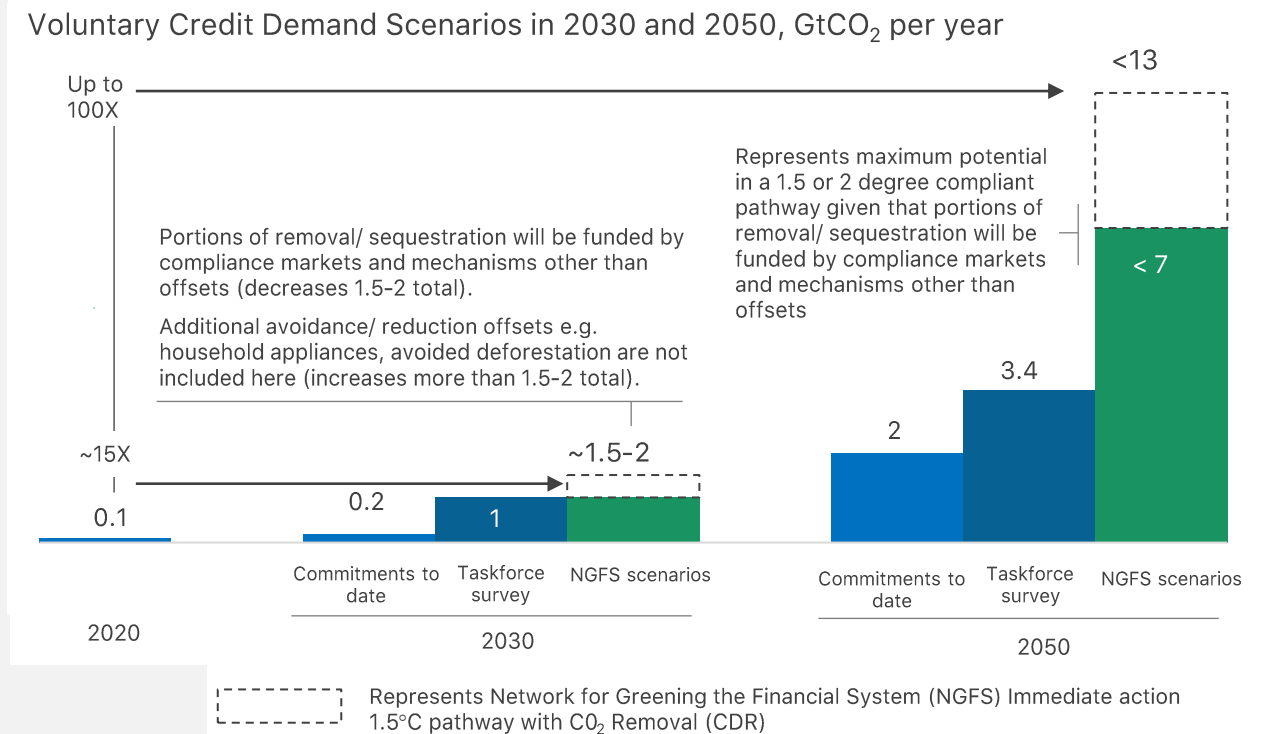 Voluntary Credit Demand Scenarios in 2030 and 2050, GtCO₂ per year
<13
Up to
100X
Represents maximum potential
in a 1.5 or 2 degree compliant
pathway given that portions of
removal/ sequestration will be
funded by compliance markets
and mechanisms other than
offsets
Portions of removal/ sequestration will be funded by
compliance markets and mechanisms other than
offsets (decreases 1.5-2 total).
Additional avoidance/ reduction offsets e.g.
household appliances, avoided deforestation are not
included here (increases more than 1.5-2 total).
< 7
3.4
2
~15X
~1.5-2
0.1
0.2
1
Commitments to
date
Taskforce
survey
NGFS scenarios
Commitments to
date
Taskforce
survey
NGFS scenarios
2020
2030
2050
Represents Network for Greening the Financial System (NGFS) Immediate action
1.5°C pathway with C0₂ Removal (CDR)